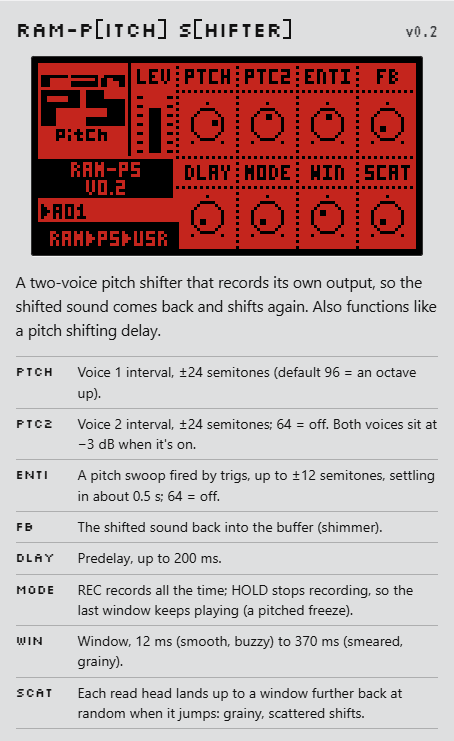 RAM-P[ITCH] S[HIFTER]
v0.2
LEV PTCH PTC2 ENTI FB
PS
PitCh
RAM-PS
V0.2
A01
RAM▸PS▸USR
DLAY MODE WIN SCAT
A two-voice pitch shifter that records its own output, so the
shifted sound comes back and shifts again. Also functions like
a pitch shifting delay.
PTCH Voice 1 interval, ±24 semitones (default 96 = an octave
up).
PTC2 Voice 2 interval, ±24 semitones; 64 = off. Both voices sit at
−3 dB when it's on.
ENTI A pitch swoop fired by trigs, up to ±12 semitones, settling
in about 0.5 s; 64 = off.
FB The shifted sound back into the buffer (shimmer).
DLAY Predelay, up to 200 ms.
MODE REC records all the time; HOLD stops recording, so the
last window keeps playing (a pitched freeze).
WIN Window, 12 ms (smooth, buzzy) to 370 ms (smeared,
grainy).
SCAT Each read head lands up to a window further back at
random when it jumps: grainy, scattered shifts.